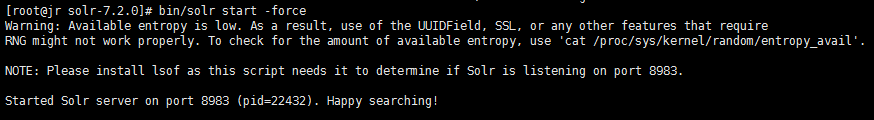 [root@jr solr-7.2.0]# bin/solr start -force
Warning: Available entropy is low. As a result, use of the UUIDField, SSL, or any other features that require
RNG might not work properly. To check for the amount of available entropy, use 'cat /proc/sys/kernel/random/entropy_avail'.
NOTE: Please install lsof as this script needs it to determine if Solr is listening on port 8983.
Started Solr server on port 8983 (pid=22432). Happy searching!